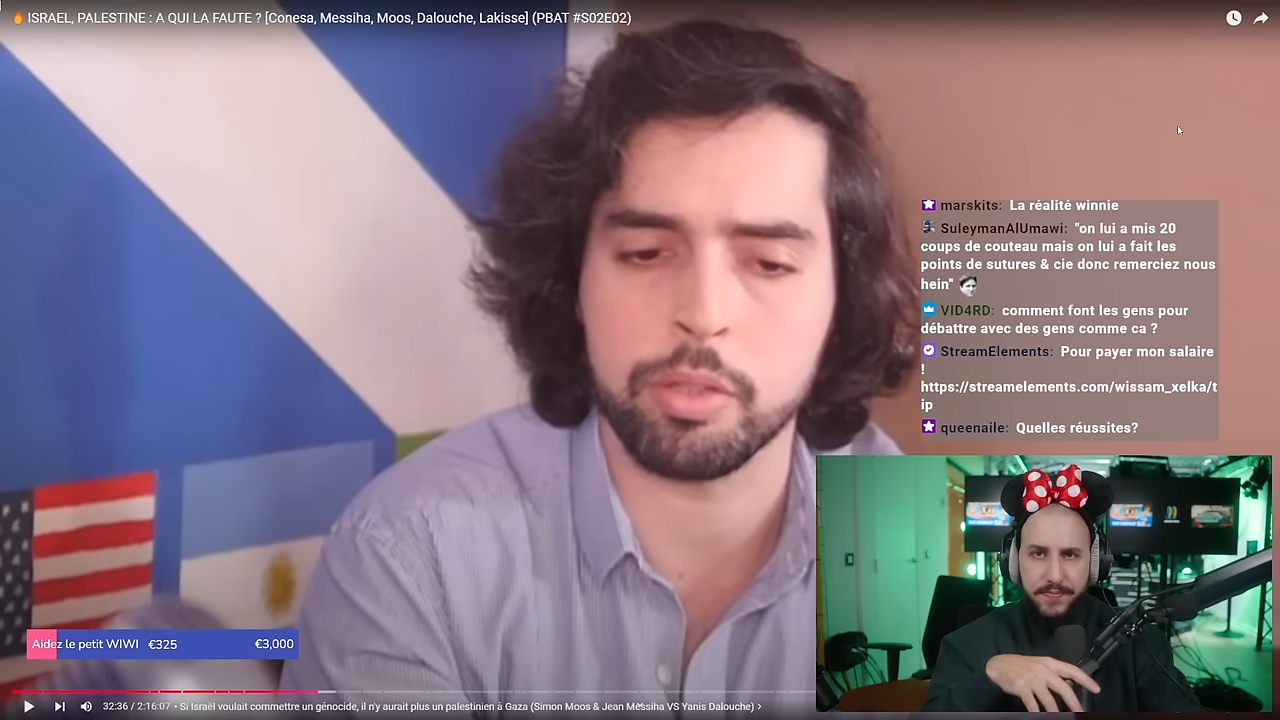 🔥 ISRAEL, PALESTINE : A QUI LA FAUTE ? [Conesa, Messiha, Moos, Dalouche, Lakisse] (PBAT #S02E02)
marskits: La réalité winnie
SuleymanAlUmawi: "on lui a mis 20
coups de couteau mais on lui a fait les
points de sutures & cie donc remerciez nous
hein"
VID4RD: comment font les gens pour
débattre avec des gens comme ca ?
StreamElements: Pour payer mon salaire
!
https://streamelements.com/wissam_xelka/t
ip
queenaile: Quelles réussites?
Aidez le petit WIWI €325 €3,000
32:36 / 2:16:07 • Si Israël voulait commettre un génocide, il n'y aurait plus un palestinien à Gaza (Simon Moos & Jean Messiha VS Yanis Dalouche) >